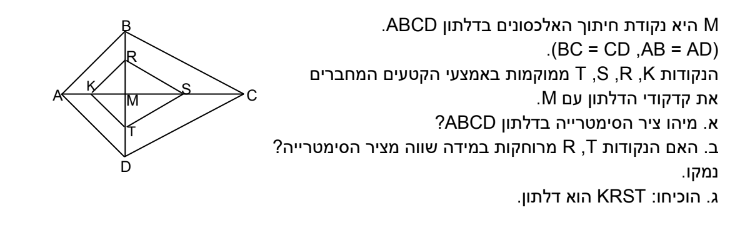 M היא נקודת חיתוך האלכסונים בדלתון ABCD.
(BC = CD ,AB = AD).
הנקודות T ,S ,R ,K ממוקמות באמצעי הקטעים המחברים
את קדקודי הדלתון עם M.
א. מיהו ציר הסימטרייה בדלתון ABCD?
ב. האם הנקודות R ,T מרוחקות במידה שווה מציר הסימטרייה?
נמקו.
ג. הוכיחו: KRST הוא דלתון.
B
R
A
K
M
S
C
T
D